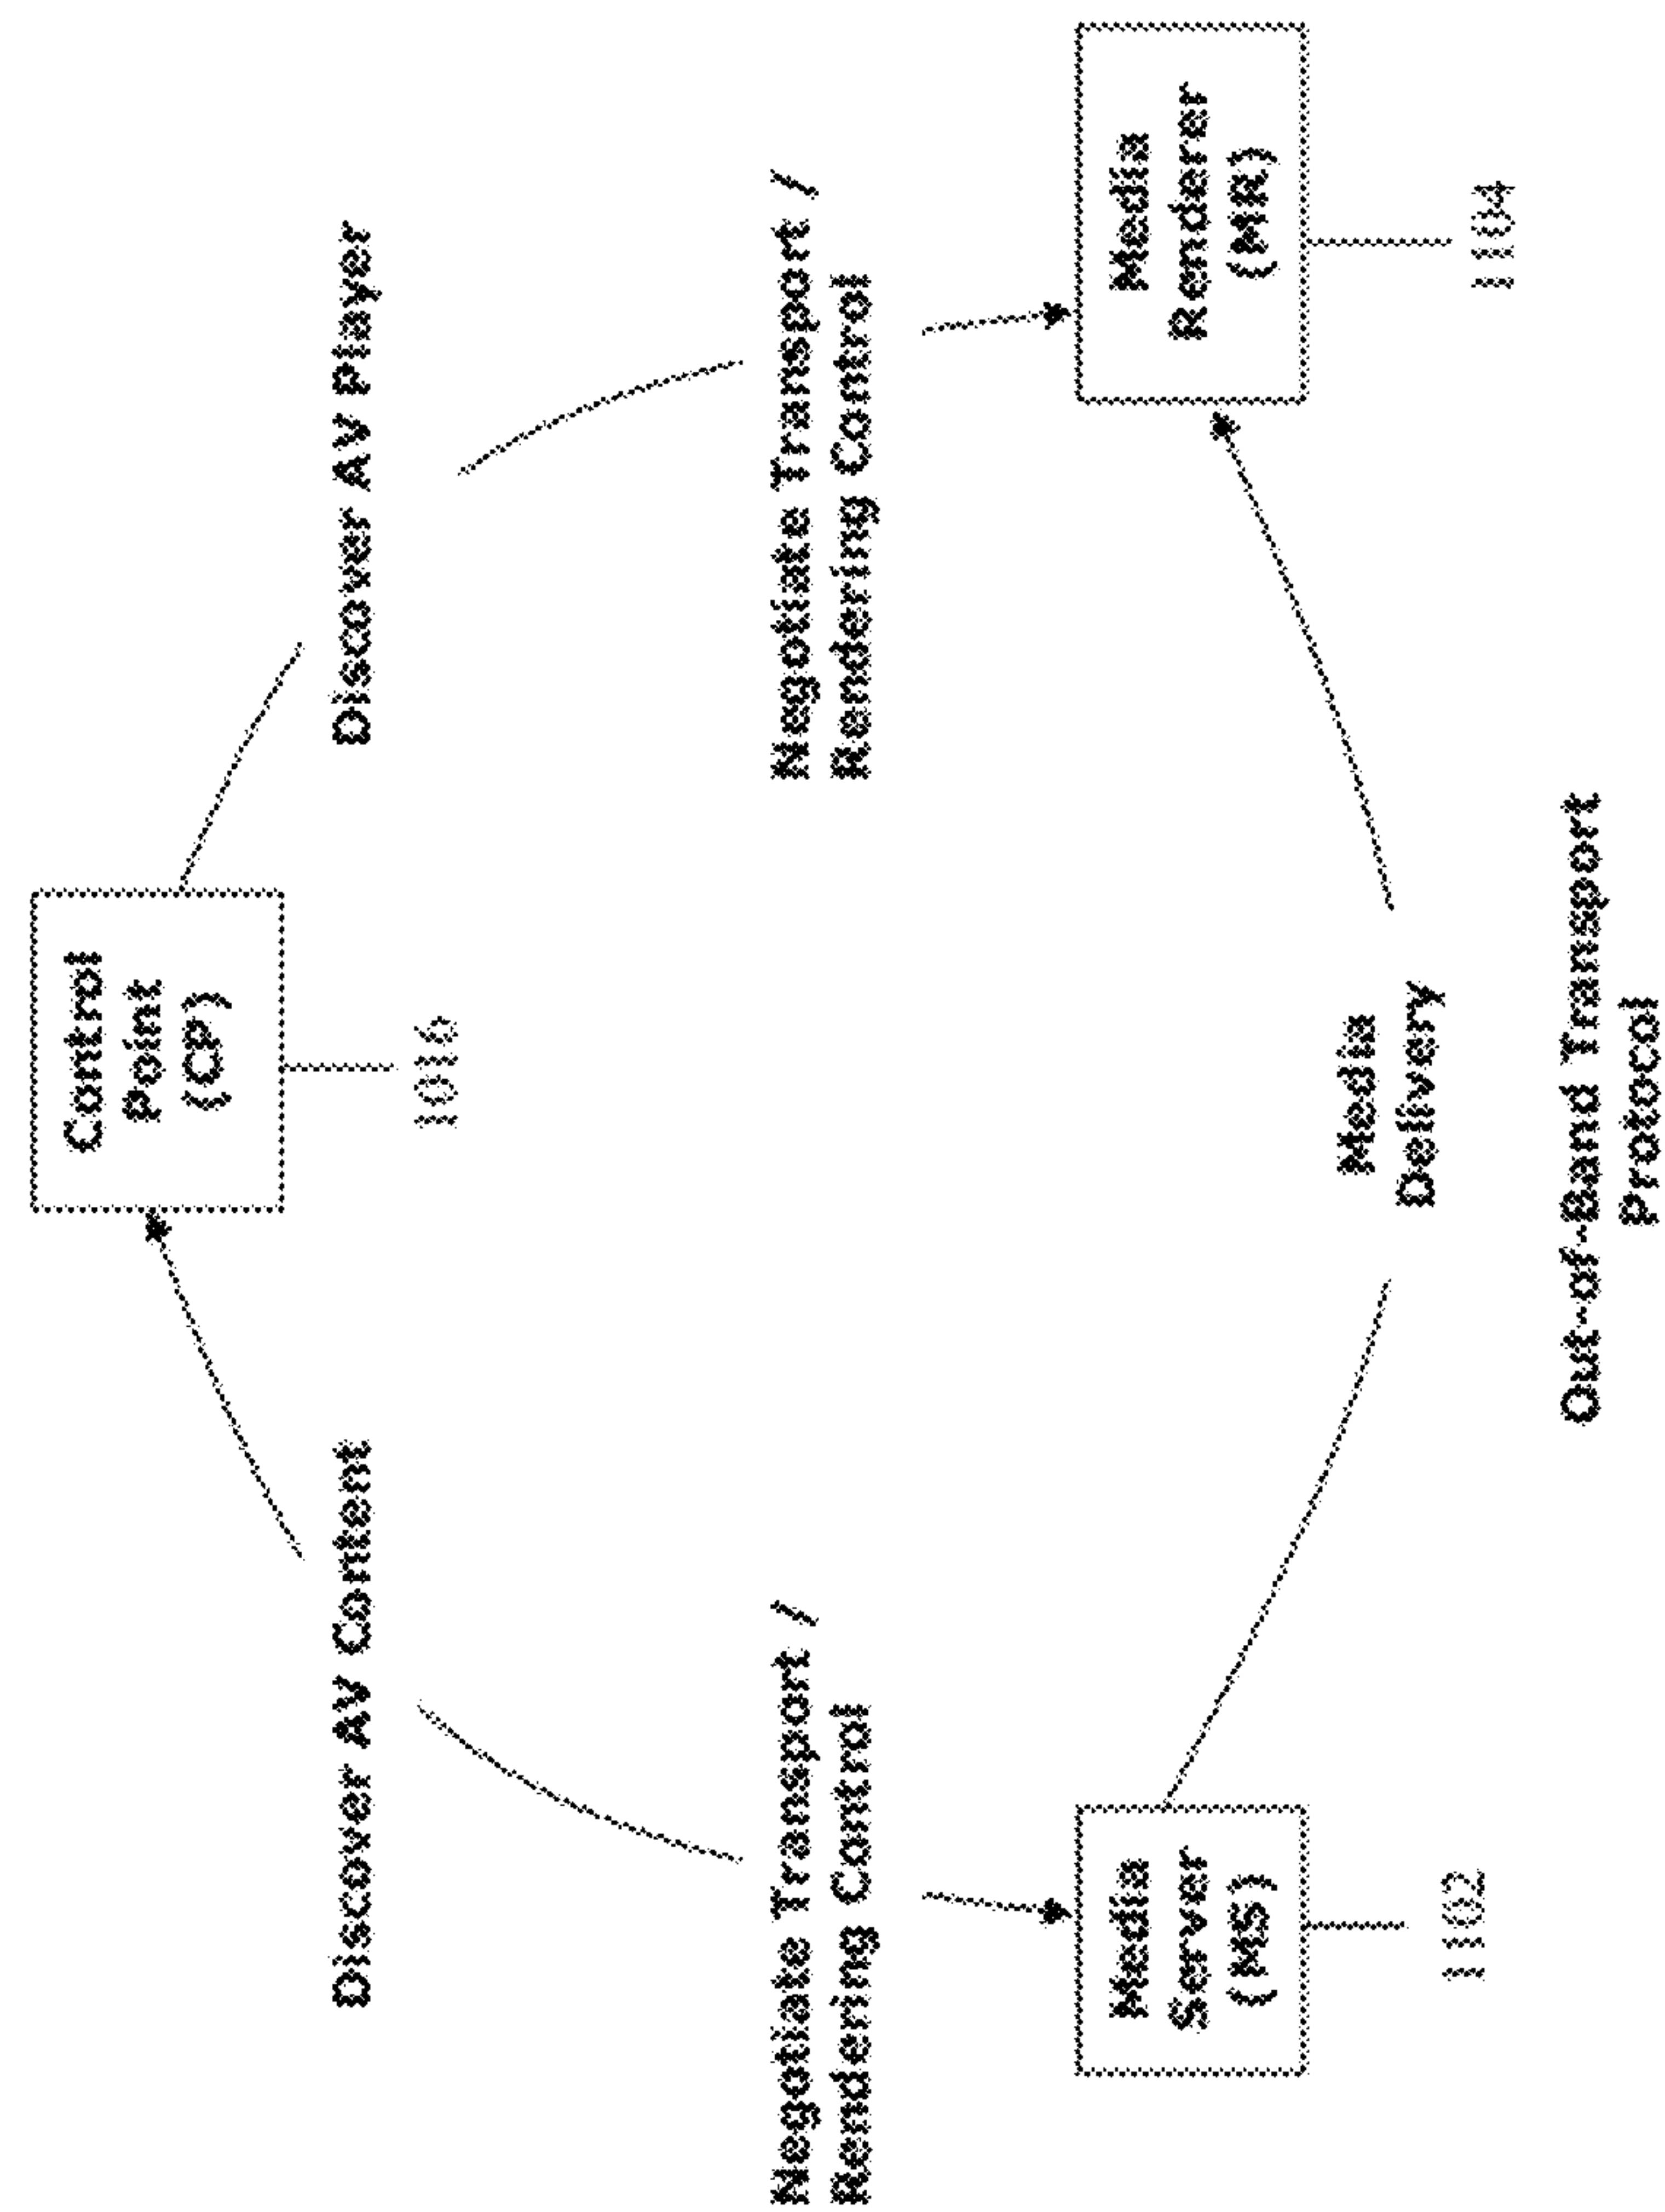 Control
Point
(CP)
1016
Discover AV Content
Discover AV Player
Negotiate Transport /
Rendering Control
Negotiate Transport /
Rendering Control
Media
Server
(MS)
1102
Media
Renderer
(MR)
1104
Media
Delivery
Out-of-Band Transport
Protocol